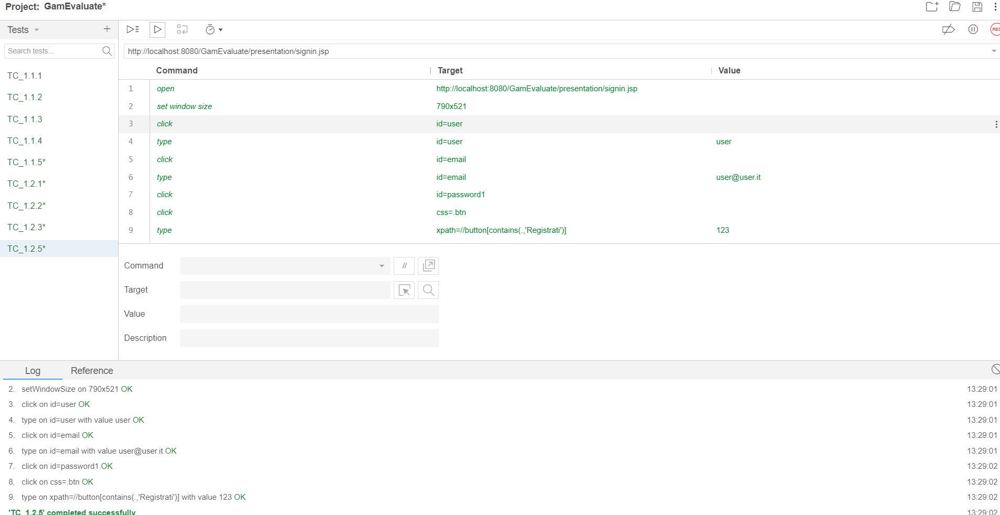 Project: GamEvaluate*
Tests
Search tests...
TC_1.1.1
TC_1.1.2
TC_1.1.3
TC_1.1.4
TC_1.1.5*
TC_1.2.1*
TC_1.2.2*
TC_1.2.3*
TC_1.2.5*
REC
http://localhost:8080/GamEvaluate/presentation/signin.jsp
Command Target Value
1 open http://localhost:8080/GamEvaluate/presentation/signin.jsp
2 set window size 790x521
3 click id=user
4 type id=user user
5 click id=email
6 type id=email user@user.it
7 click id=password1
8 click css=.btn
9 type xpath=//button[contains(.,'Registrati')] 123
Command //
Target
Value
Description
Log Reference
2. setWindowSize on 790x521 OK 13:29:01
3. click on id=user OK 13:29:01
4. type on id=user with value user OK 13:29:01
5. click on id=email OK 13:29:01
6. type on id=email with value user@user.it OK 13:29:01
7. click on id=password1 OK 13:29:02
8. click on css=.btn OK 13:29:02
9. type on xpath=//button[contains(.,'Registrati')] with value 123 OK 13:29:02
'TC_1.2.5' completed successfully 13:29:02